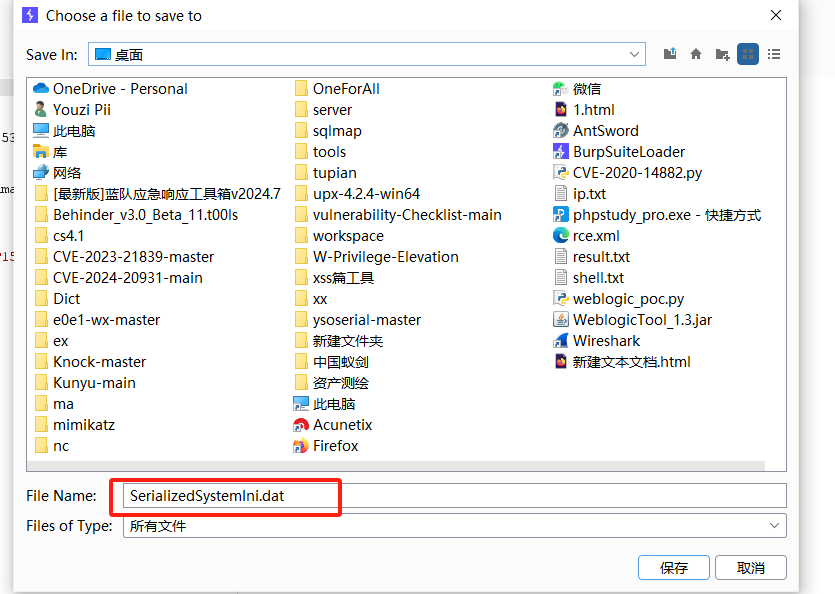 Choose a file to save to
Save In:
桌面
OneDrive - Personal
Youzi Pii
此电脑
库
网络
[最新版]蓝队应急响应工具箱v2024.7
Behinder_v3.0_Beta_11.t00ls
cs4.1
CVE-2023-21839-master
CVE-2024-20931-main
Dict
e0e1-wx-master
ex
Knock-master
Kunyu-main
ma
mimikatz
nc
OneForAll
server
sqlmap
tools
tupian
upx-4.2.4-win64
vulnerability-Checklist-main
workspace
W-Privilege-Elevation
xss篇工具
xx
ysoserial-master
新建文件夹
中国蚁剑
资产测绘
此电脑
Acunetix
Firefox
微信
1.html
AntSword
BurpSuiteLoader
CVE-2020-14882.py
ip.txt
phpstudy_pro.exe - 快捷方式
rce.xml
result.txt
shell.txt
weblogic_poc.py
WeblogicTool_1.3.jar
Wireshark
新建文本文档.html
File Name:
SerializedSystemIni.dat
Files of Type:
所有文件
保存
取消